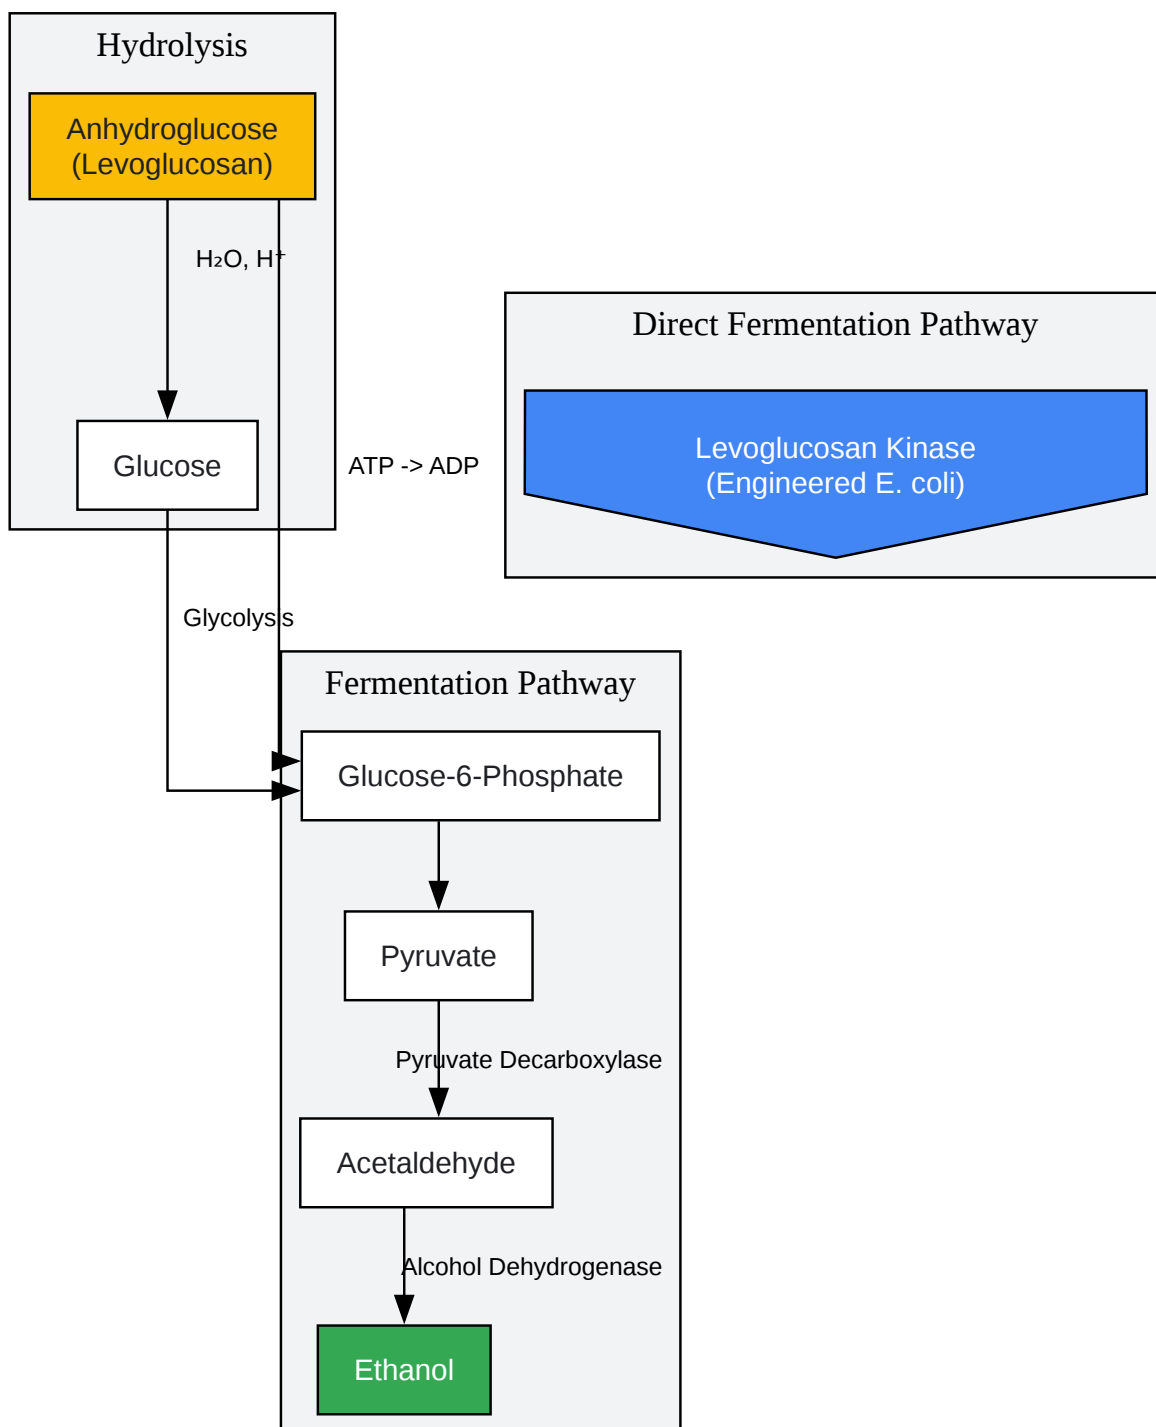 Hydrolysis
Anhydroglucose
(Levoglucosan)
H₂O, H⁺
Direct Fermentation Pathway
Levoglucosan Kinase
(Engineered E. coli)
Glucose
ATP -> ADP
Glycolysis
Fermentation Pathway
Glucose-6-Phosphate
Pyruvate
Pyruvate Decarboxylase
Acetaldehyde
Alcohol Dehydrogenase
Ethanol